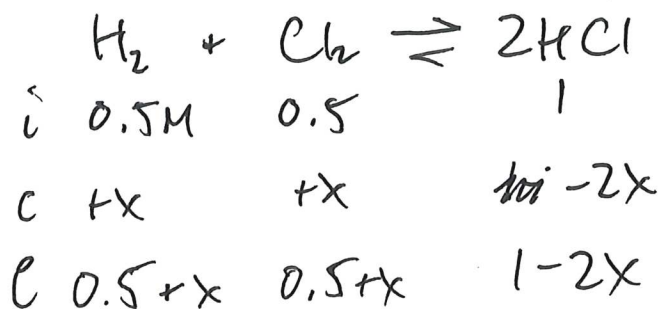 H₂ + Cl₂ ⇌ 2HCl
i 0.5M 0.5 1
c +x +x -2x
e 0.5+x 0.5+x 1-2x